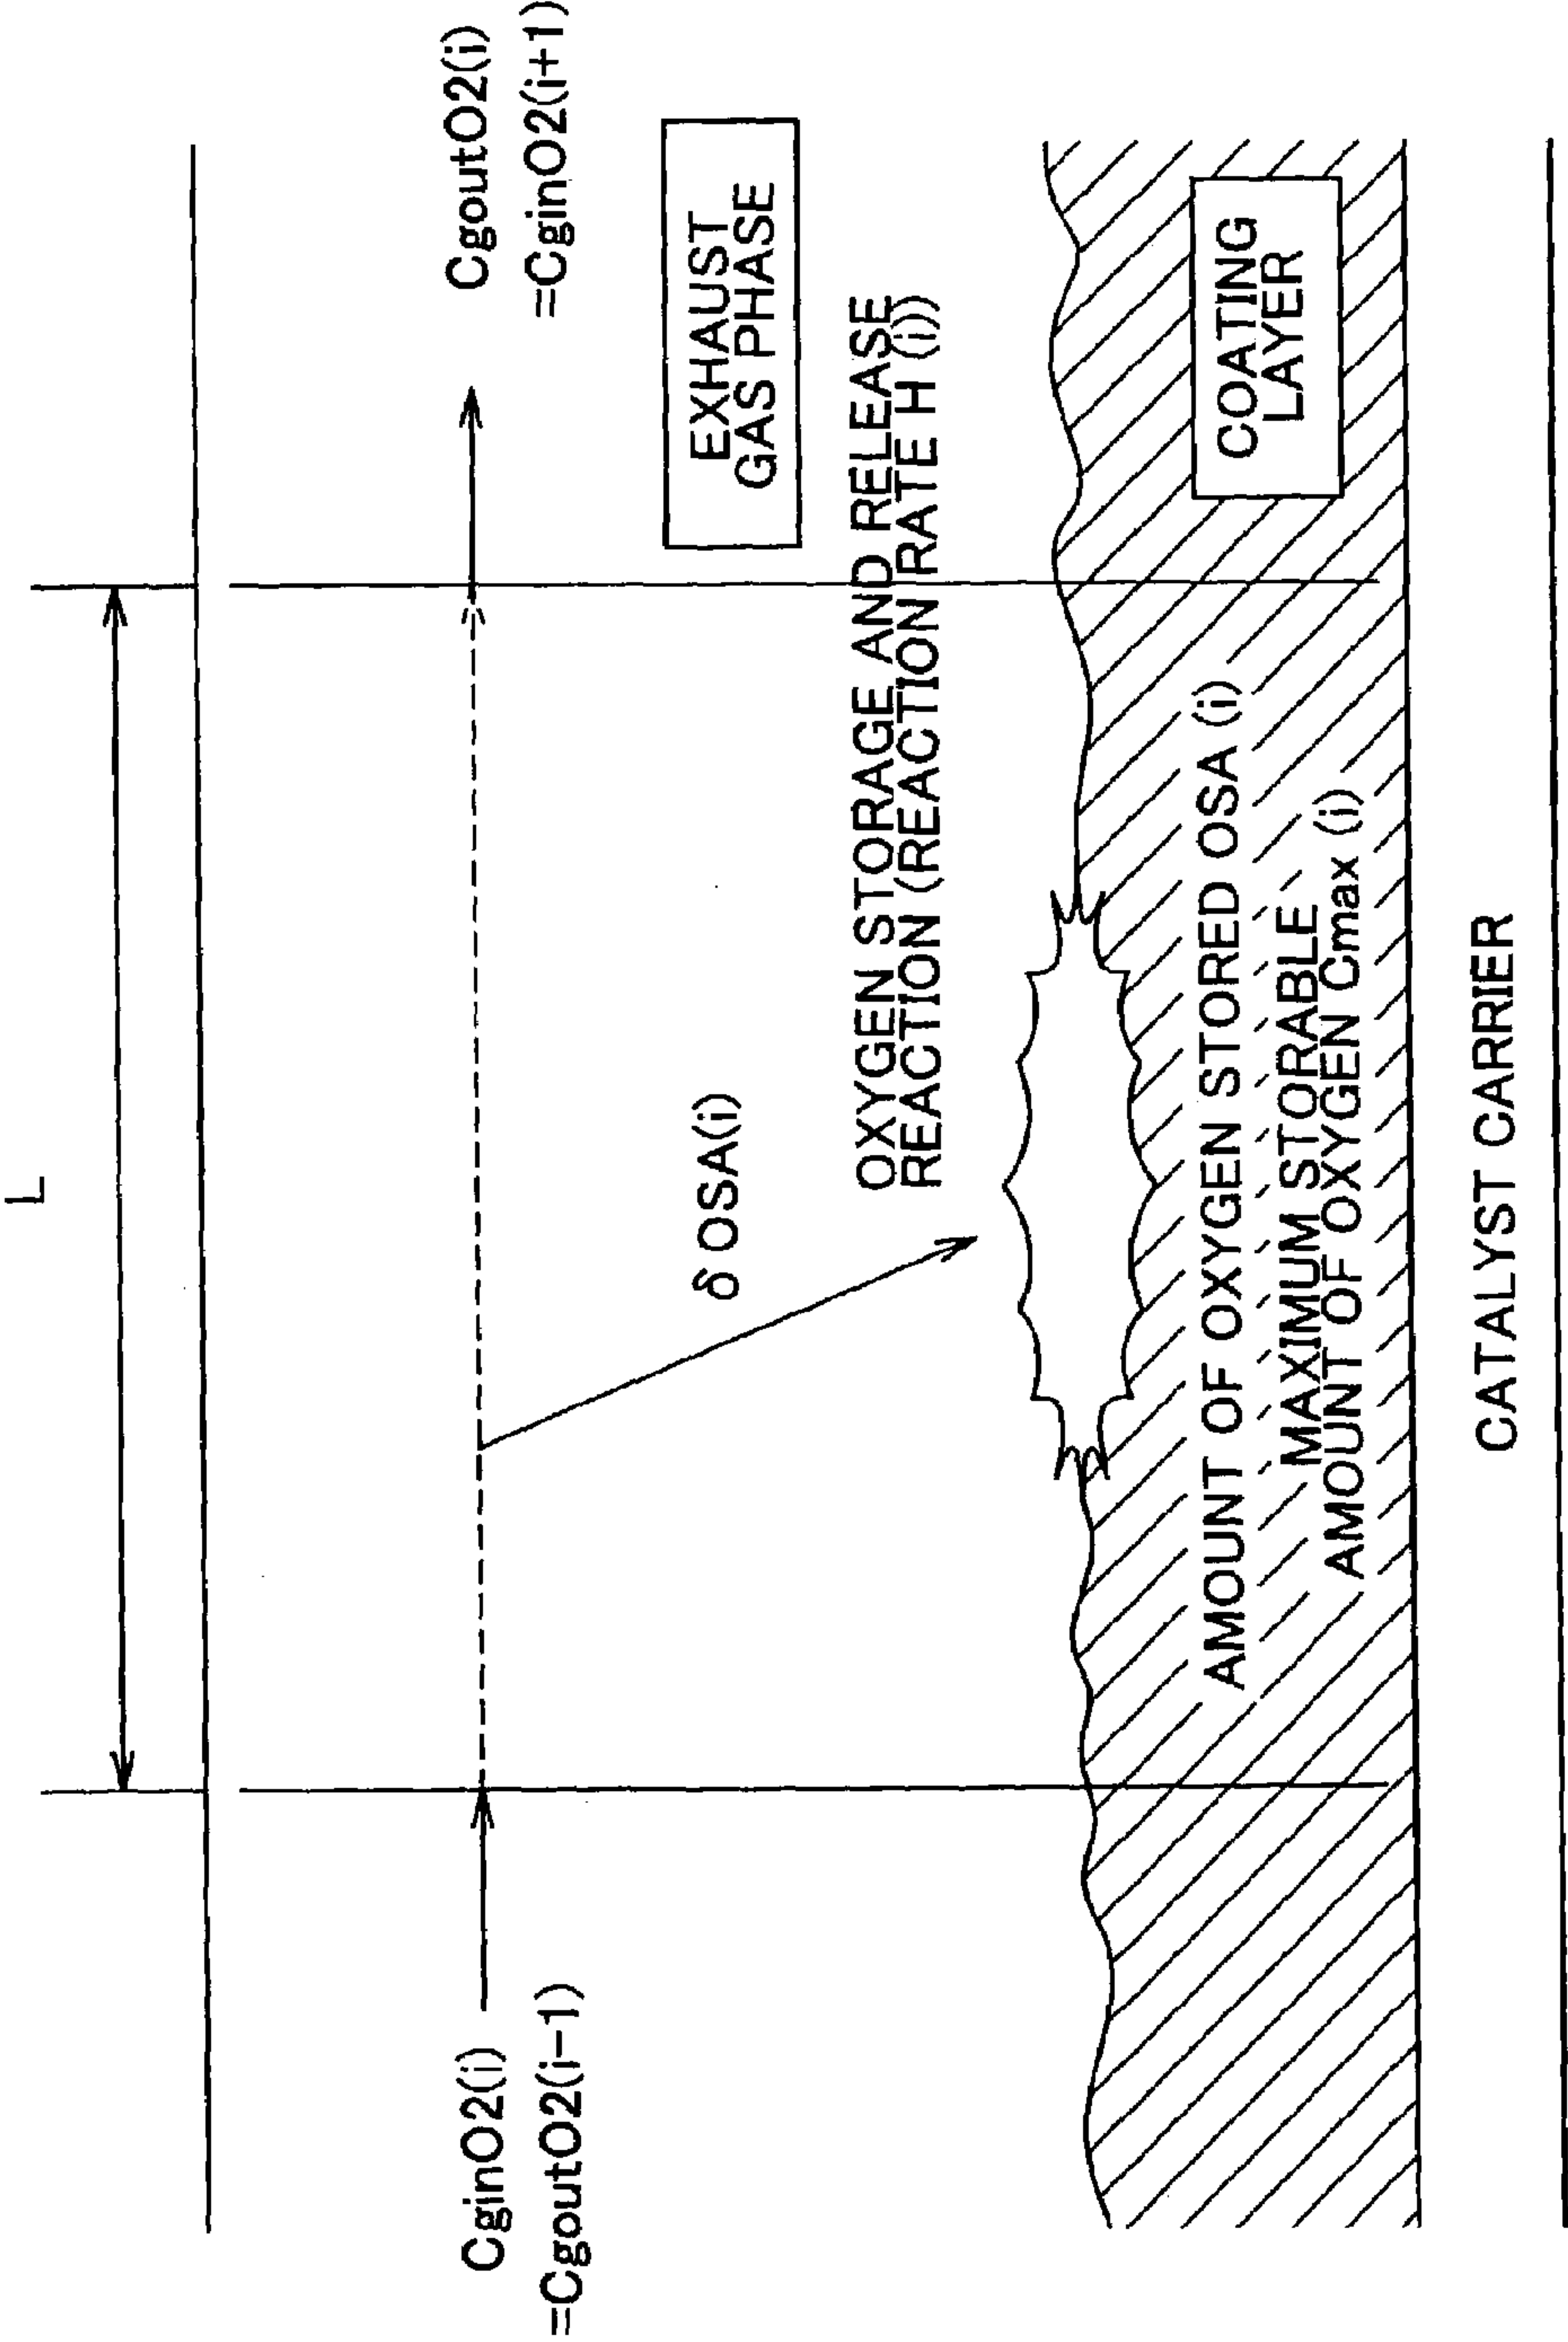 L
CginO2(i)
=CgoutO2(i-1)
CgoutO2(i)
=CginO2(i+1)
δ OSA(i)
EXHAUST
GAS PHASE
OXYGEN STORAGE AND RELEASE
REACTION (REACTION RATE H (i))
COATING
LAYER
AMOUNT OF OXYGEN STORED OSA (i)
MAXIMUM STORABLE
AMOUNT OF OXYGEN Cmax (i)
CATALYST CARRIER